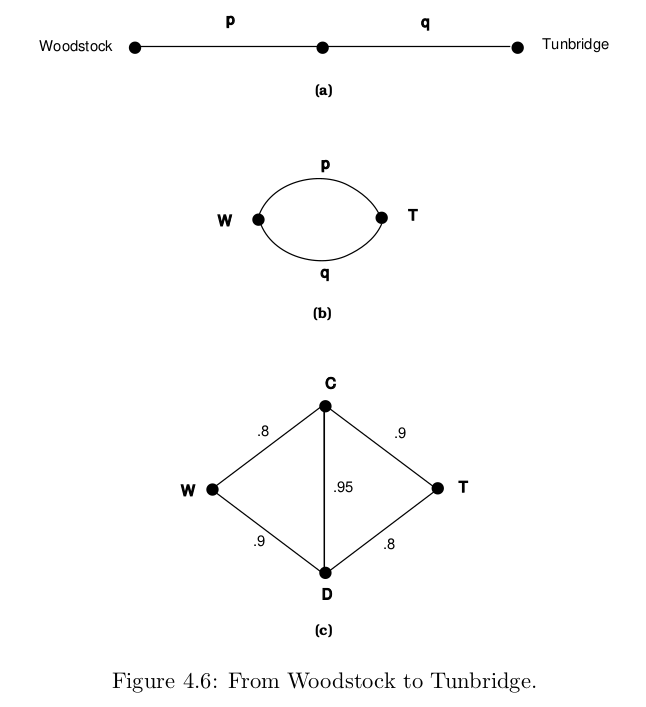 p q
Woodstock Tunbridge
(a)
p
W T
q
(b)
C
.8 .9
W .95 T
.9 .8
D
(c)
Figure 4.6: From Woodstock to Tunbridge.